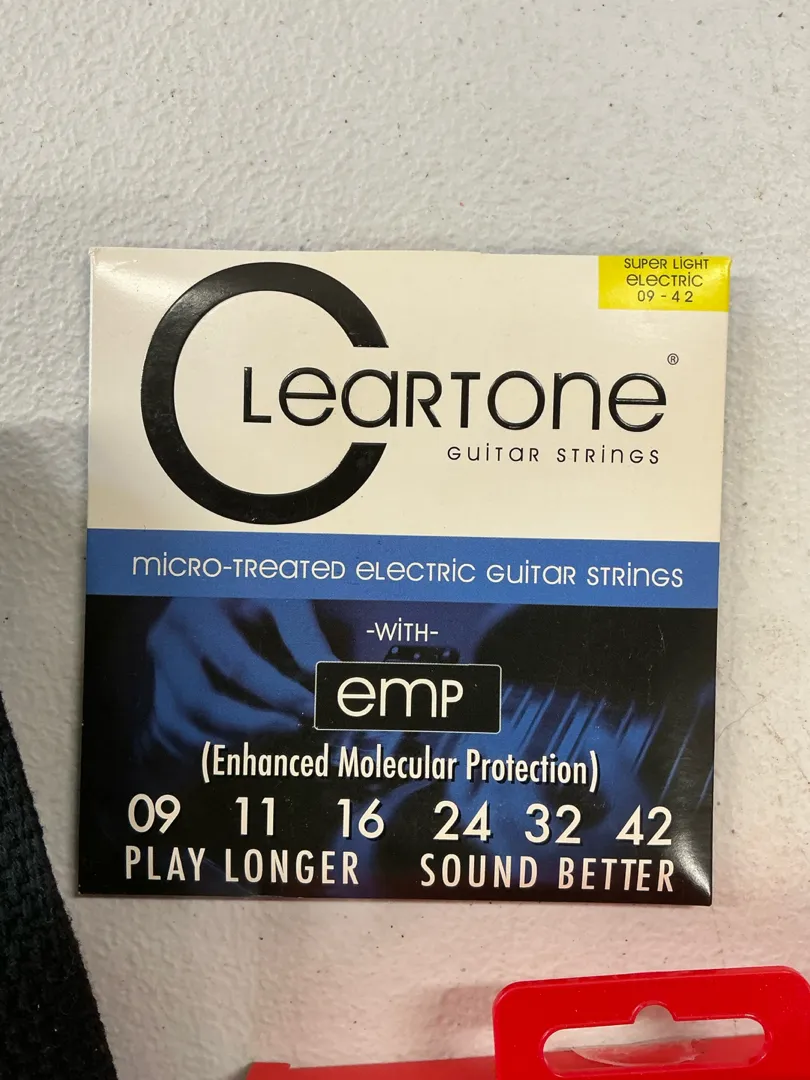 SUPER LIGHT
ELECTRIC
09 - 42
CLEARTONE®
GUITAR STRINGS
MICRO-TREATED ELECTRIC GUITAR STRINGS
-WITH-
emp
(Enhanced Molecular Protection)
09 11 16 24 32 42
PLAY LONGER SOUND BETTER